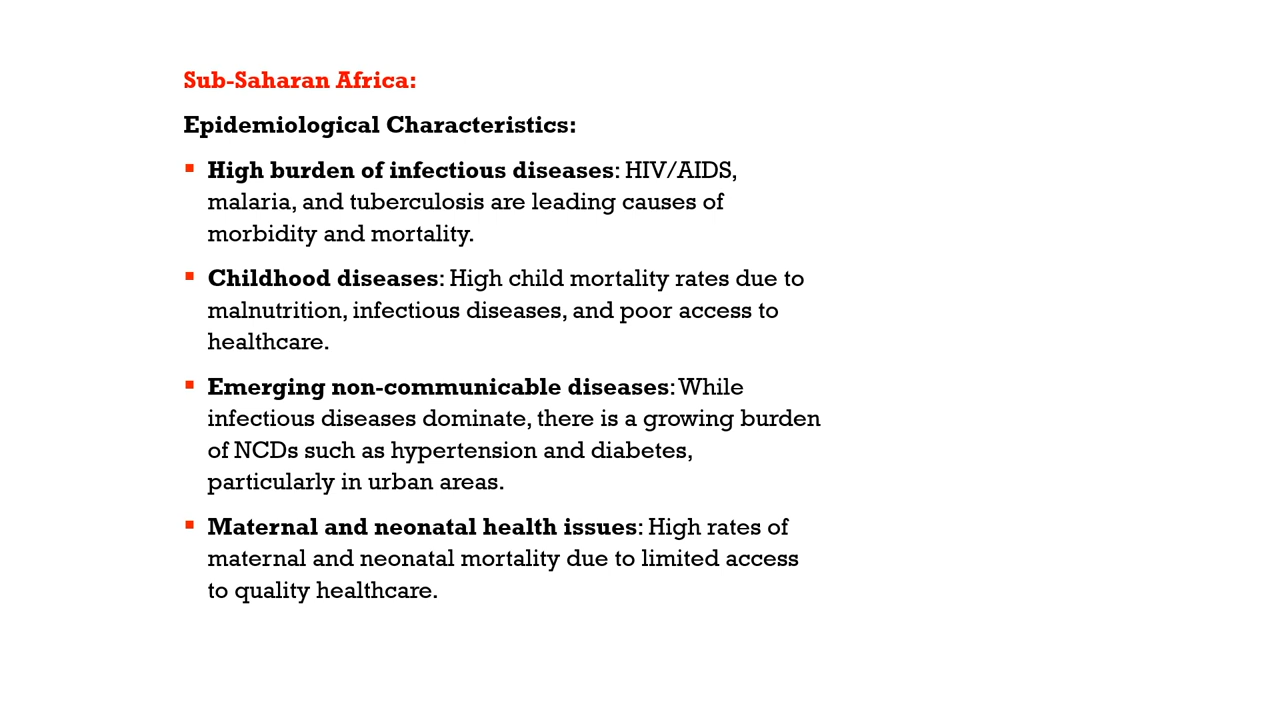 Sub-Saharan Africa:
Epidemiological Characteristics:
▪ High burden of infectious diseases: HIV/AIDS,
malaria, and tuberculosis are leading causes of
morbidity and mortality.
▪ Childhood diseases: High child mortality rates due to
malnutrition, infectious diseases, and poor access to
healthcare.
▪ Emerging non-communicable diseases: While
infectious diseases dominate, there is a growing burden
of NCDs such as hypertension and diabetes,
particularly in urban areas.
▪ Maternal and neonatal health issues: High rates of
maternal and neonatal mortality due to limited access
to quality healthcare.